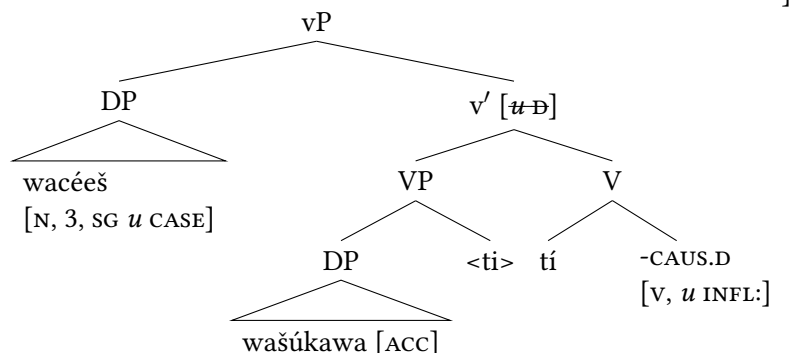 ]
vP
DP v′ [u D]
wacéeš VP V
[N, 3, SG u CASE]
DP <ti> tí -CAUS.D
[V, u INFL:]
wašúkawa [ACC]